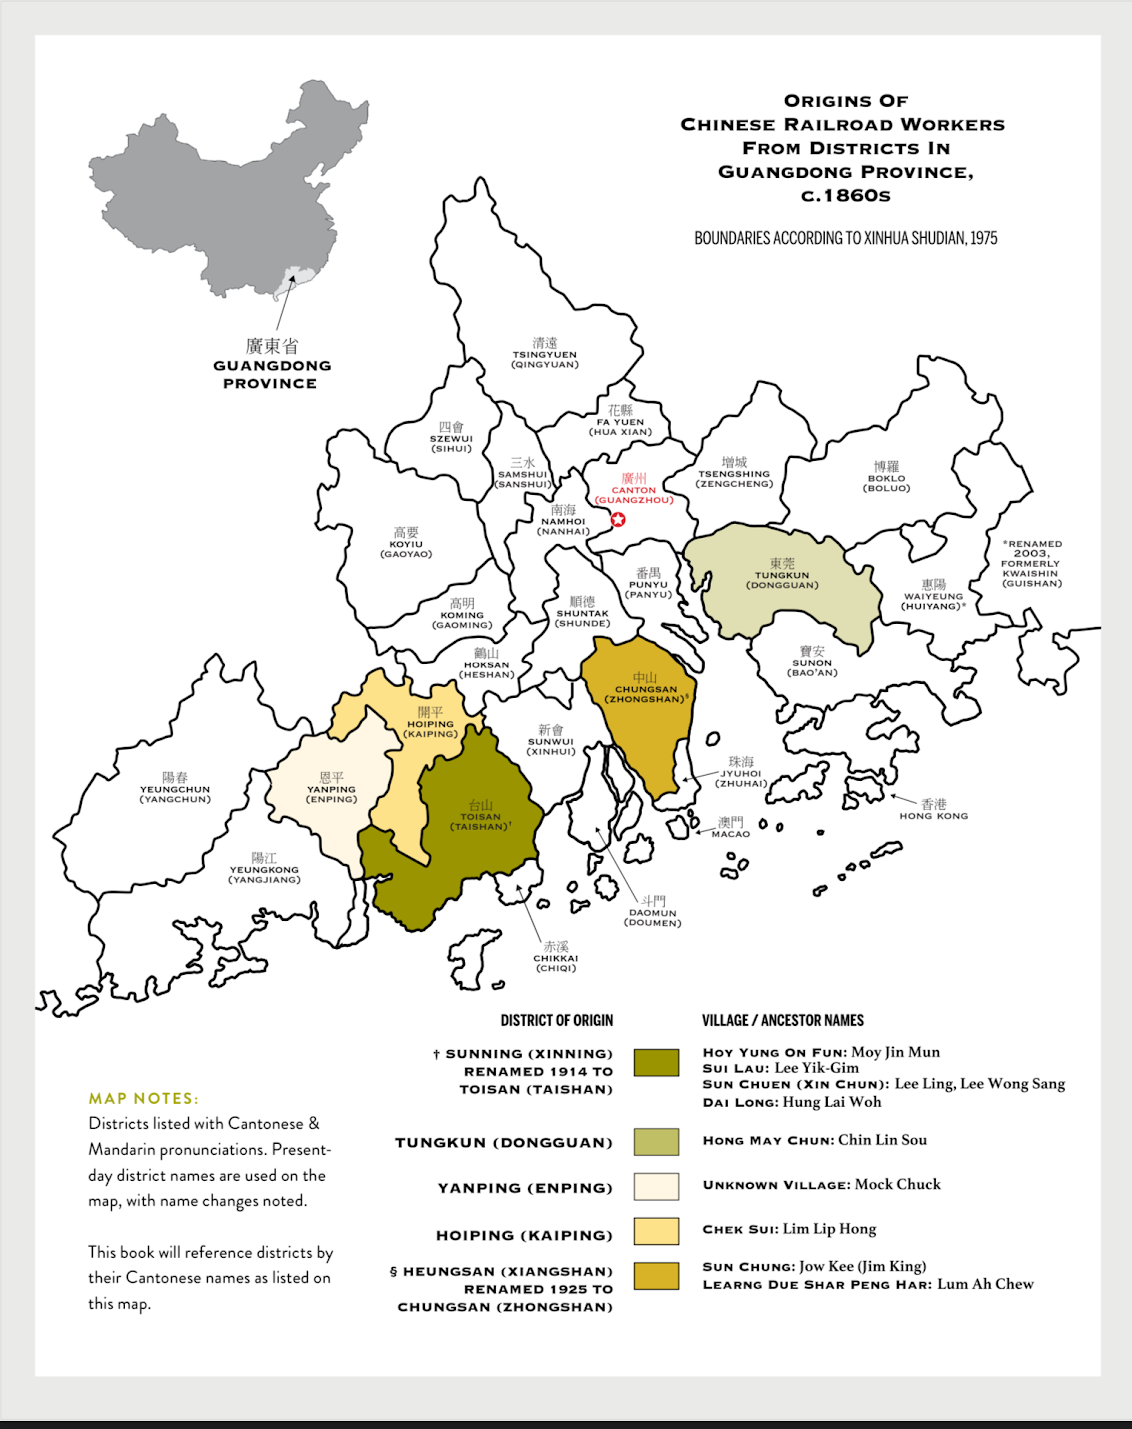 ORIGINS OF
CHINESE RAILROAD WORKERS
FROM DISTRICTS IN
GUANGDONG PROVINCE,
C.1860S
BOUNDARIES ACCORDING TO XINHUA SHUDIAN, 1975
廣東省
GUANGDONG
PROVINCE
清遠
TSINGYUEN
(QINGYUAN)
花縣
FA YUEN
(HUA XIAN)
四會
SZEWUI
(SIHUI)
三水
SAMSHUI
(SANSHUI)
廣州
CANTON
(GUANGZHOU)
增城
TSENGSHING
(ZENGCHENG)
博羅
BOKLO
(BOLUO)
南海
NAMHOI
(NANHAI)
高要
KOYIU
(GAOYAO)
*RENAMED
2003,
FORMERLY
KWAISHIN
(GUISHAN)
東莞
TUNGKUN
(DONGGUAN)
番禺
PUNYU
(PANYU)
惠陽
WAIYEUNG
(HUIYANG)*
高明
KOMING
(GAOMING)
順德
SHUNTAK
(SHUNDE)
鶴山
HOKSAN
(HESHAN)
寶安
SUNON
(BAO'AN)
中山
CHUNGSAN
(ZHONGSHAN)§
開平
HOIPING
(KAIPING)
新會
SUNWUI
(XINHUI)
陽春
YEUNGCHUN
(YANGCHUN)
恩平
YANPING
(ENPING)
珠海
JYUHOI
(ZHUHAI)
台山
TOISAN
(TAISHAN)†
香港
HONG KONG
澳門
MACAO
陽江
YEUNGKONG
(YANGJIANG)
斗門
DAOMUN
(DOUMEN)
赤溪
CHIKKAI
(CHIQI)
DISTRICT OF ORIGIN
VILLAGE / ANCESTOR NAMES
† SUNNING (XINNING)
RENAMED 1914 TO
TOISAN (TAISHAN)
HOY YUNG ON FUN: Moy Jin Mun
SUI LAU: Lee Yik-Gim
SUN CHUEN (XIN CHUN): Lee Ling, Lee Wong Sang
DAI LONG: Hung Lai Woh
TUNGKUN (DONGGUAN)
HONG MAY CHUN: Chin Lin Sou
YANPING (ENPING)
UNKNOWN VILLAGE: Mock Chuck
HOIPING (KAIPING)
CHEK SUI: Lim Lip Hong
§ HEUNGSAN (XIANGSHAN)
RENAMED 1925 TO
CHUNGSAN (ZHONGSHAN)
SUN CHUNG: Jow Kee (Jim King)
LEARNG DUE SHAR PENG HAR: Lum Ah Chew
MAP NOTES:
Districts listed with Cantonese &
Mandarin pronunciations. Present-
day district names are used on the
map, with name changes noted.
This book will reference districts by
their Cantonese names as listed on
this map.